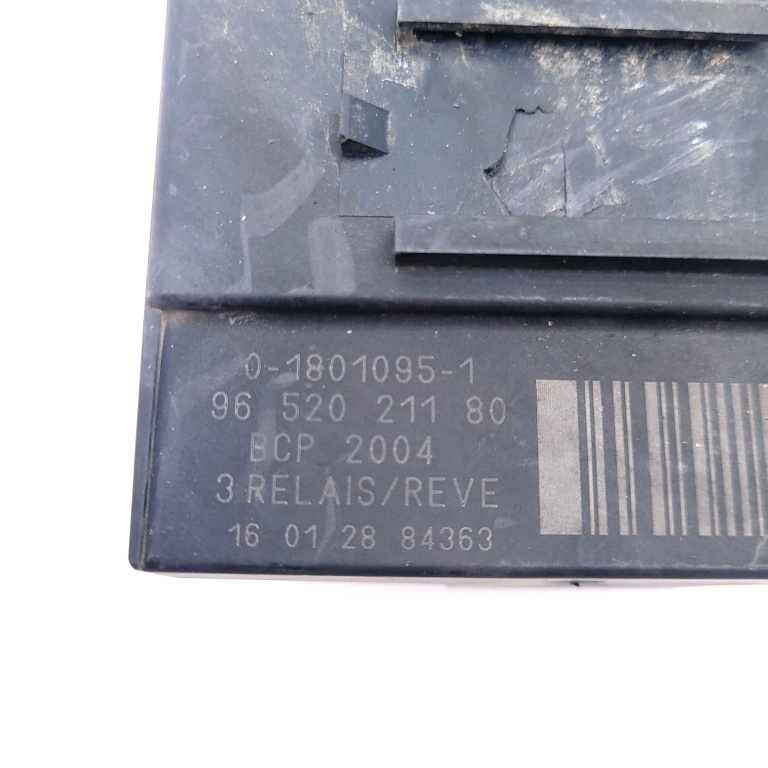 0-1801095-1
96 520 211 80
BCP 2004
3 RELAIS/REVE
16 01 28 84363